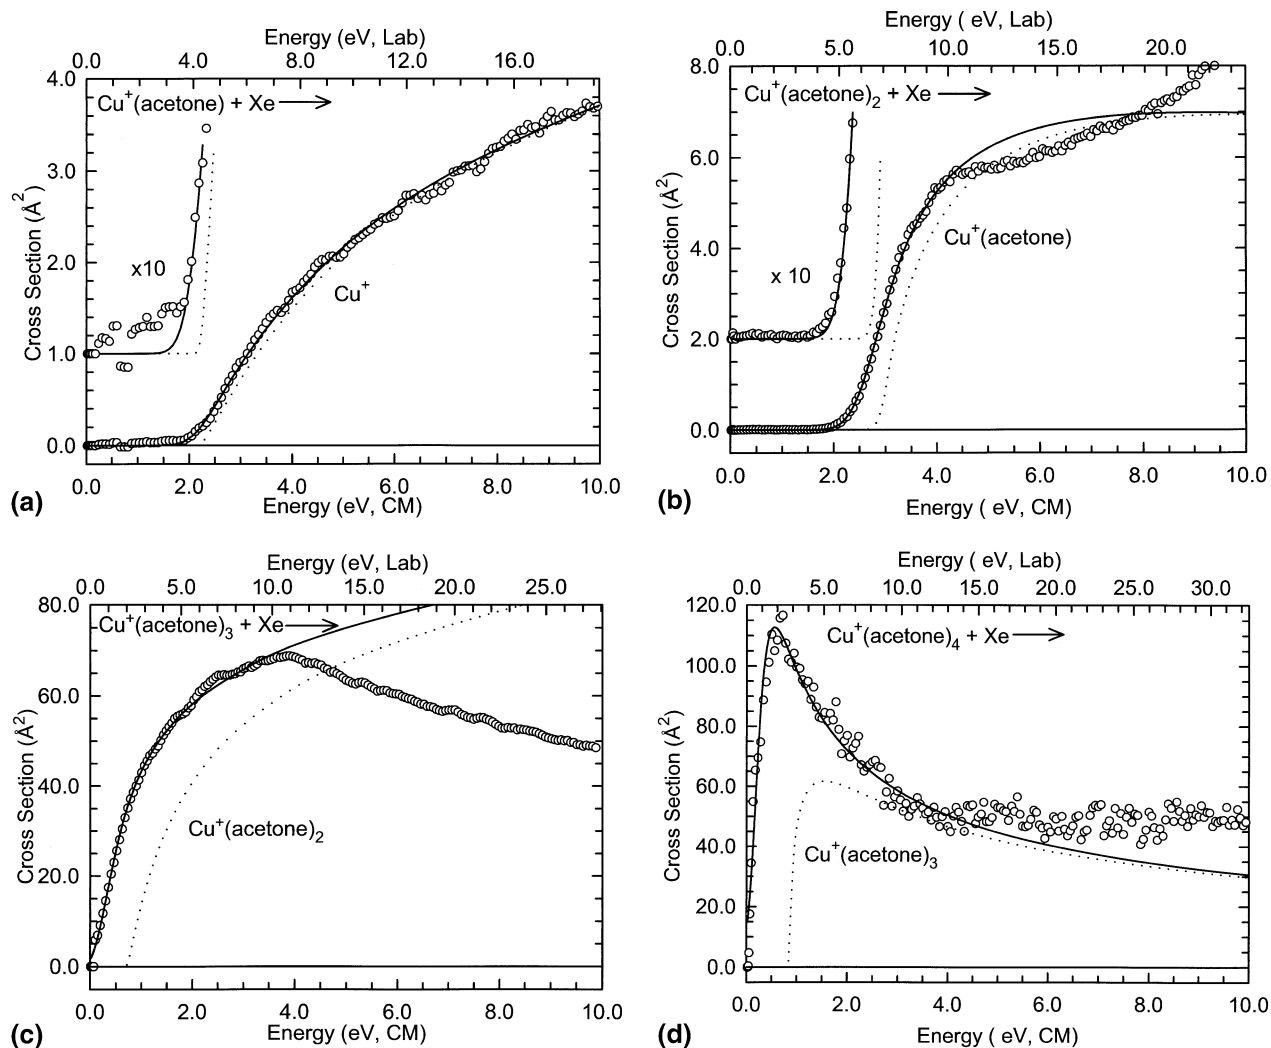 Energy (eV, Lab)
0.0 4.0 8.0 12.0 16.0
4.0
3.0
2.0
1.0
0.0
Cross Section (Å²)
Cu⁺(acetone) + Xe →
x10
Cu⁺
0.0 2.0 4.0 6.0 8.0 10.0
Energy (eV, CM)
(a)
Energy ( eV, Lab)
0.0 5.0 10.0 15.0 20.0
8.0
6.0
4.0
2.0
0.0
Cross Section (Å²)
Cu⁺(acetone)₂ + Xe →
x 10
Cu⁺(acetone)
0.0 2.0 4.0 6.0 8.0 10.0
Energy ( eV, CM)
(b)
Energy (eV, Lab)
0.0 5.0 10.0 15.0 20.0 25.0
80.0
60.0
40.0
20.0
0.0
Cross Section (Å²)
Cu⁺(acetone)₃ + Xe →
Cu⁺(acetone)₂
0.0 2.0 4.0 6.0 8.0 10.0
Energy (eV, CM)
(c)
Energy ( eV, Lab)
0.0 5.0 10.0 15.0 20.0 25.0 30.0
120.0
100.0
80.0
60.0
40.0
20.0
0.0
Cross Section (Å²)
Cu⁺(acetone)₄ + Xe →
Cu⁺(acetone)₃
0.0 2.0 4.0 6.0 8.0 10.0
Energy ( eV, CM)
(d)